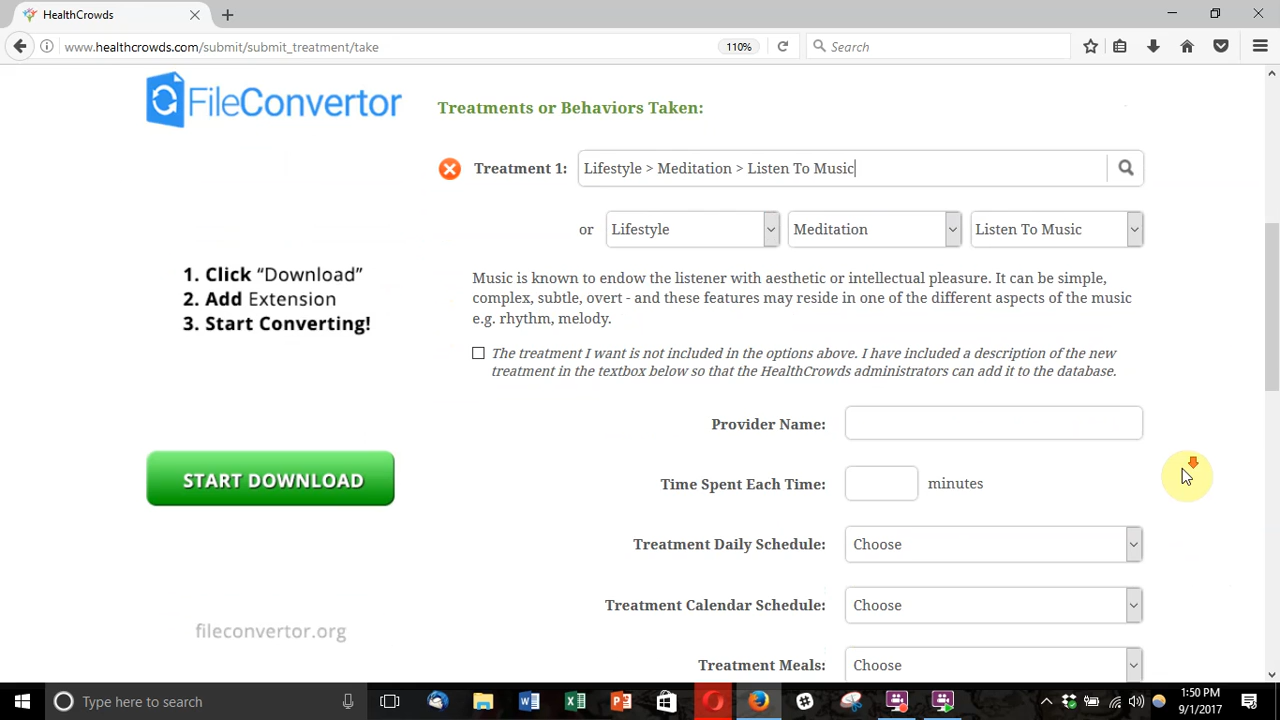 HealthCrowds
www.healthcrowds.com/submit/submit_treatment/take
110%
Search
FileConvertor
1. Click “Download”
2. Add Extension
3. Start Converting!
START DOWNLOAD
fileconvertor.org
Treatments or Behaviors Taken:
Treatment 1: Lifestyle > Meditation > Listen To Music
or Lifestyle Meditation Listen To Music
Music is known to endow the listener with aesthetic or intellectual pleasure. It can be simple,
complex, subtle, overt - and these features may reside in one of the different aspects of the music
e.g. rhythm, melody.
The treatment I want is not included in the options above. I have included a description of the new
treatment in the textbox below so that the HealthCrowds administrators can add it to the database.
Provider Name:
Time Spent Each Time: minutes
Treatment Daily Schedule: Choose
Treatment Calendar Schedule: Choose
Treatment Meals: Choose
Type here to search
1:50 PM
9/1/2017